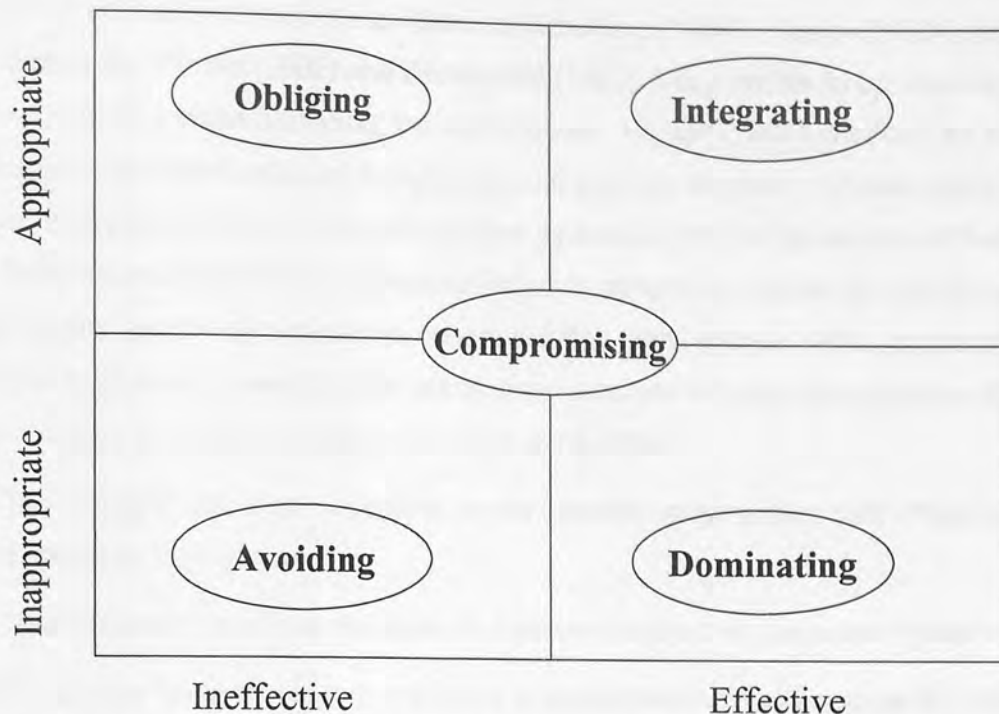 Appropriate
Obliging
Integrating
Compromising
Inappropriate
Avoiding
Dominating
Ineffective
Effective